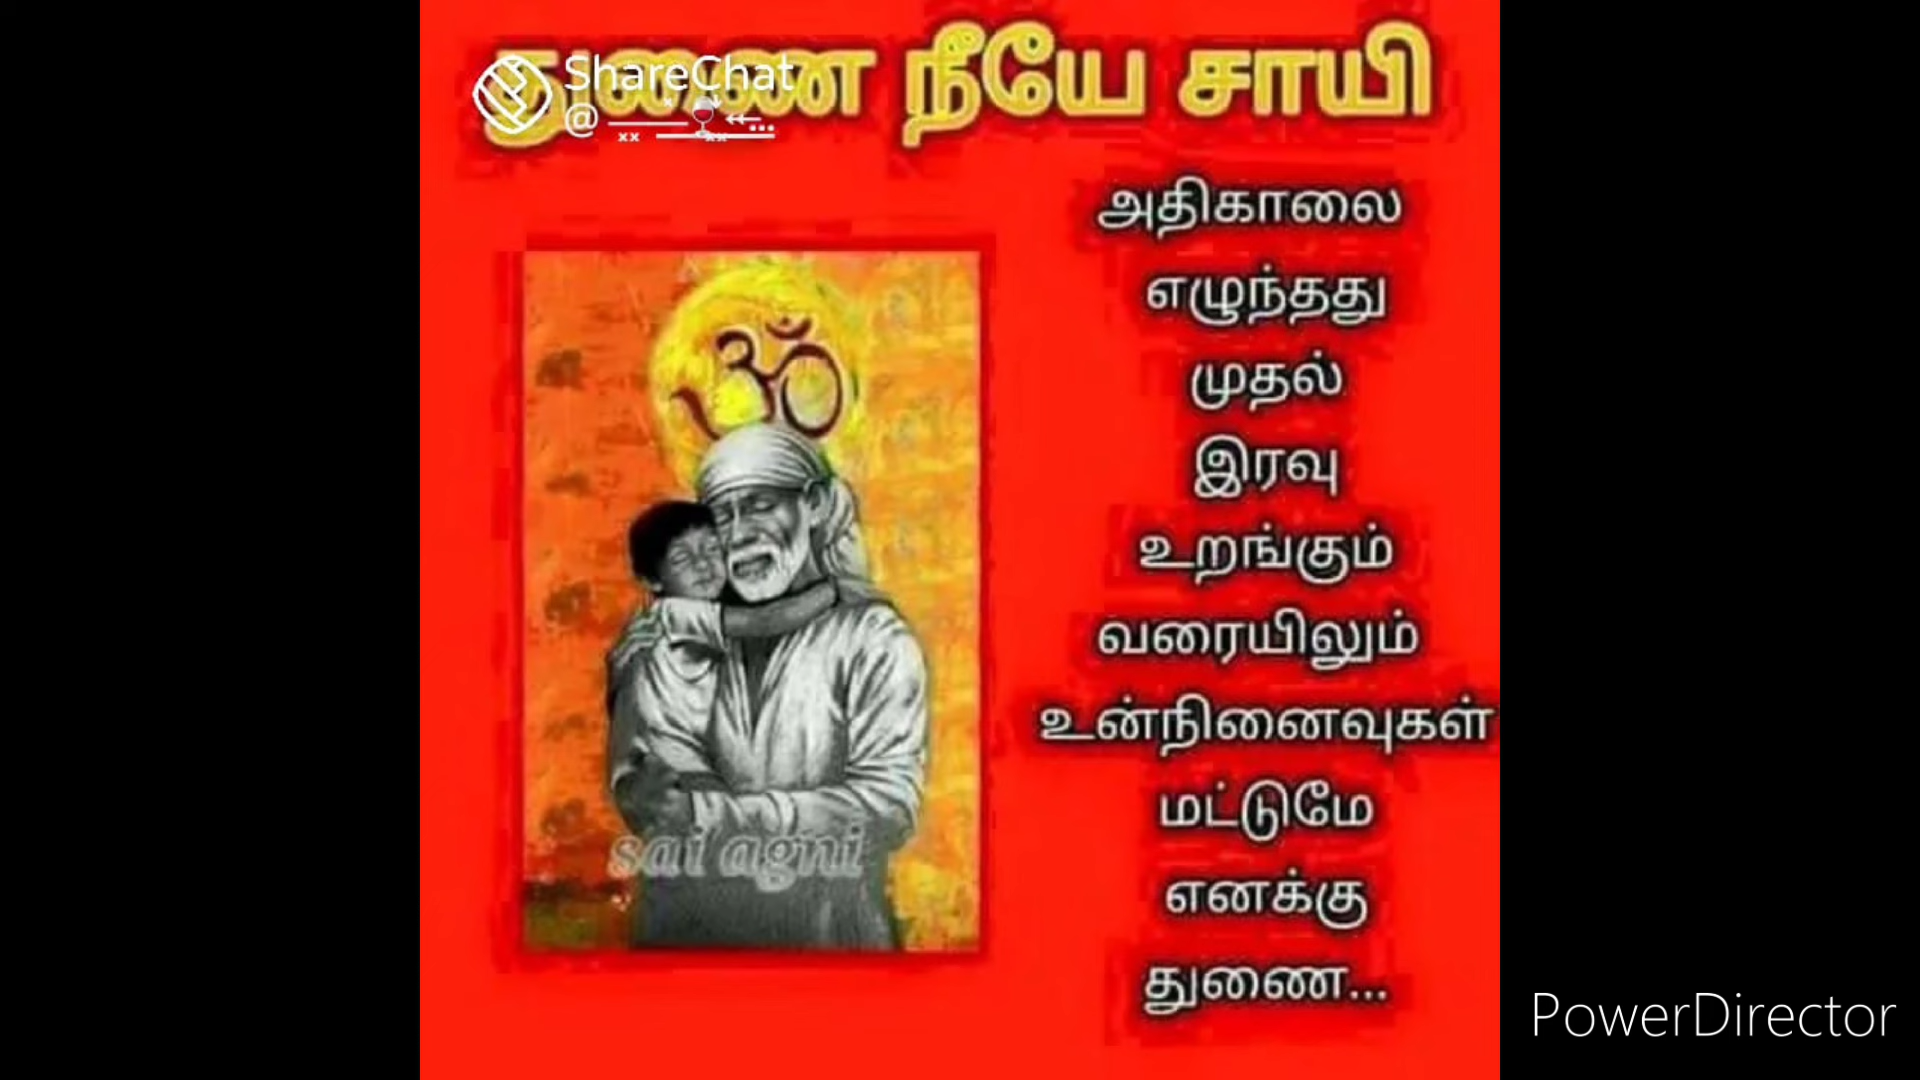 துணை நீயே சாயி
ShareChat
@
அதிகாலை
எழுந்தது
முதல்
இரவு
உறங்கும்
வரையிலும்
உன்நினைவுகள்
மட்டுமே
எனக்கு
துணை...
sai agni
PowerDirector